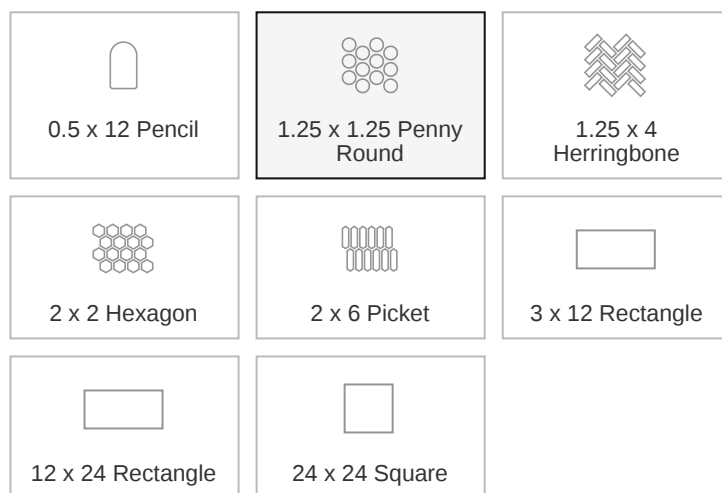 0.5 x 12 Pencil
1.25 x 1.25 Penny
Round
1.25 x 4
Herringbone
2 x 2 Hexagon
2 x 6 Picket
3 x 12 Rectangle
12 x 24 Rectangle
24 x 24 Square